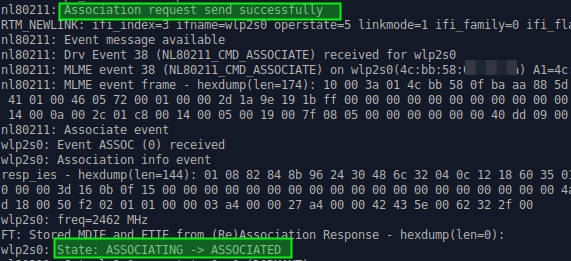 nl80211: Association request send successfully
RTM_NEWLINK: ifi_index=3 ifname=wlp2s0 operstate=5 linkmode=1 ifi_family=0 ifi_fla
nl80211: Event message available
nl80211: Drv Event 38 (NL80211_CMD_ASSOCIATE) received for wlp2s0
nl80211: MLME event 38 (NL80211_CMD_ASSOCIATE) on wlp2s0(4c:bb:58: ) A1=4c
nl80211: MLME event frame - hexdump(len=174): 10 00 3a 01 4c bb 58 0f ba aa 88 5d
41 01 00 46 05 72 00 01 00 00 2d 1a 9e 19 1b ff 00 00 00 00 00 00 00 00 00 00 00
14 00 0a 00 2c 01 c8 00 14 00 05 00 19 00 7f 08 05 00 00 00 00 00 00 40 dd 09 00
nl80211: Associate event
wlp2s0: Event ASSOC (0) received
wlp2s0: Association info event
resp_ies - hexdump(len=144): 01 08 82 84 8b 96 24 30 48 6c 32 04 0c 12 18 60 35 01
0 00 00 3d 16 0b 0f 15 00 00 00 00 00 00 00 00 00 00 00 00 00 00 00 00 00 00 4a
d 18 00 50 f2 02 01 01 00 00 03 a4 00 00 27 a4 00 00 42 43 5e 00 62 32 2f 00
wlp2s0: freq=2462 MHz
FT: Stored MDIE and FTIE from (Re)Association Response - hexdump(len=0):
wlp2s0: State: ASSOCIATING -> ASSOCIATED